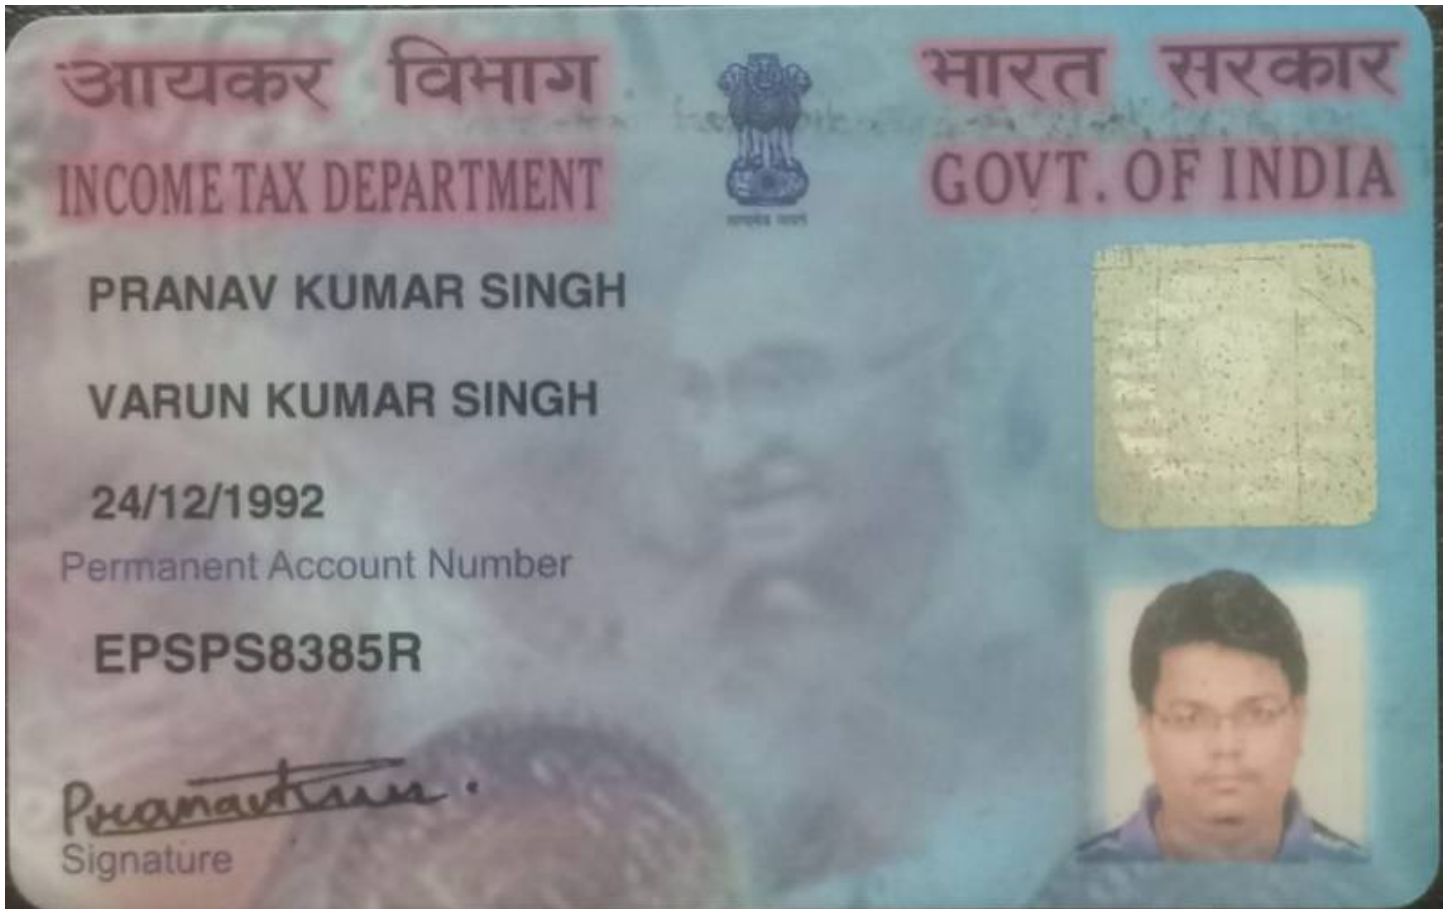 आयकर विभाग
INCOME TAX DEPARTMENT
भारत सरकार
GOVT. OF INDIA
PRANAV KUMAR SINGH
VARUN KUMAR SINGH
24/12/1992
Permanent Account Number
EPSPS8385R
Signature